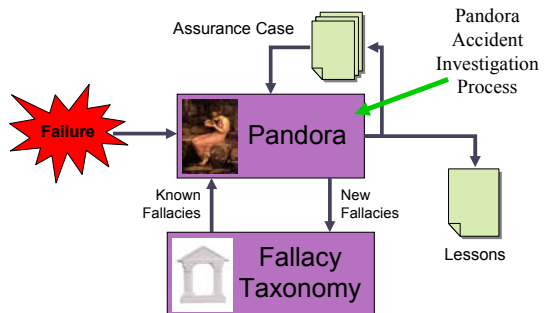 Assurance Case
Pandora
Accident
Investigation
Process
Failure
Pandora
Known
Fallacies
New
Fallacies
Lessons
Fallacy
Taxonomy